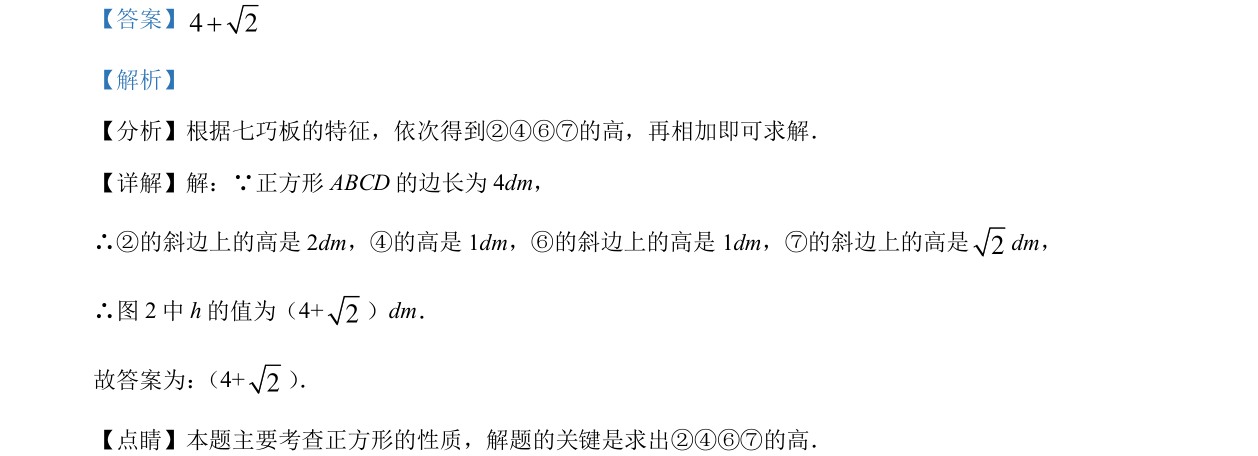 【答案】4+√2
【解析】
【分析】根据七巧板的特征，依次得到②④⑥⑦的高，再相加即可求解．
【详解】解：∵正方形 ABCD 的边长为 4dm，
∴②的斜边上的高是 2dm，④的高是 1dm，⑥的斜边上的高是 1dm，⑦的斜边上的高是√2 dm，
∴图 2 中 h 的值为（4+√2）dm．
故答案为：（4+√2）．
【点睛】本题主要考查正方形的性质，解题的关键是求出②④⑥⑦的高．